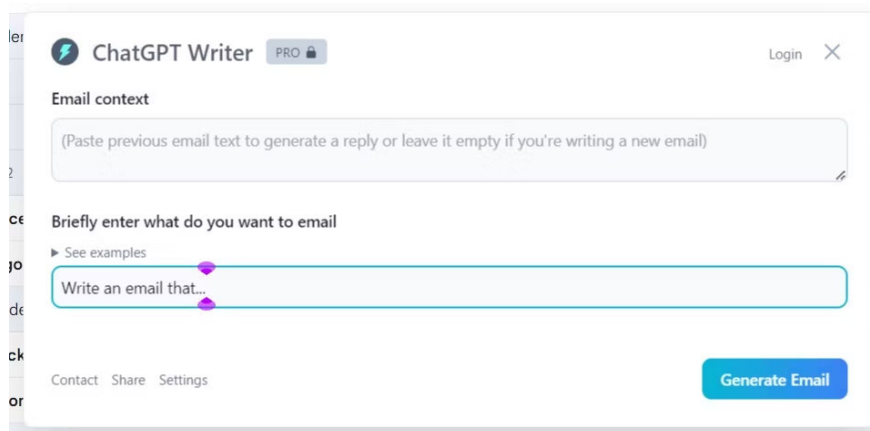 ChatGPT Writer PRO Login
Email context
(Paste previous email text to generate a reply or leave it empty if you're writing a new email)
Briefly enter what do you want to email
See examples
Write an email that...
Contact Share Settings
Generate Email